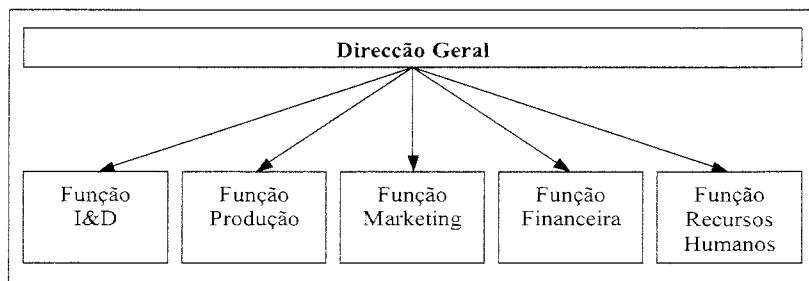 Direcção Geral
Função
I&D
Função
Produção
Função
Marketing
Função
Financeira
Função
Recursos
Humanos